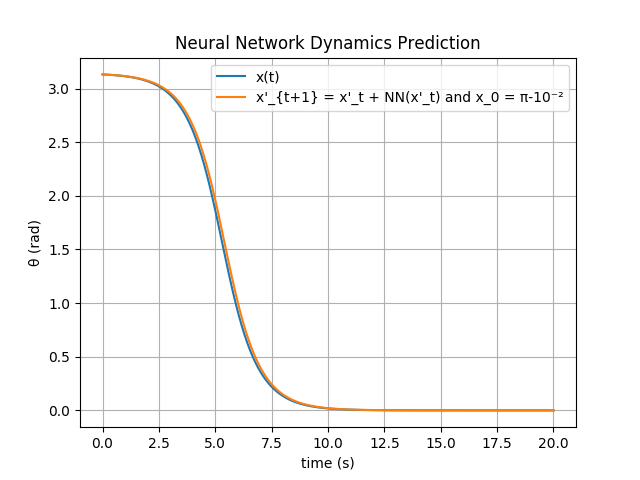 Neural Network Dynamics Prediction
x(t)
x'_{t+1} = x'_t + NN(x'_t) and x_0 = π-10⁻²
3.0
2.5
2.0
1.5
1.0
0.5
0.0
θ (rad)
0.0 2.5 5.0 7.5 10.0 12.5 15.0 17.5 20.0
time (s)